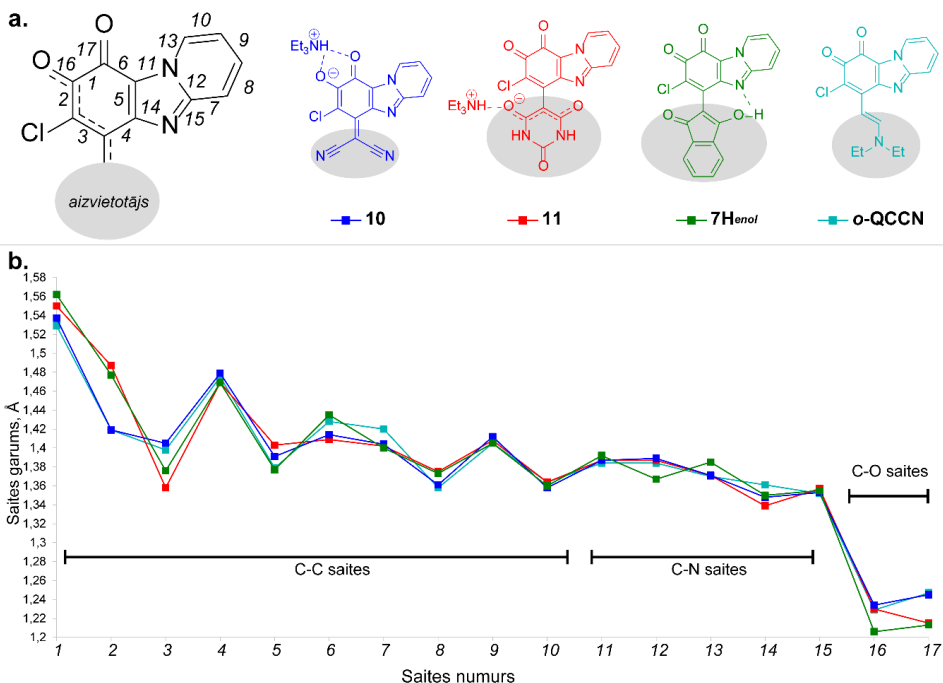 a.
O
O
17
16
1
2
3
4
5
6
11
13
10
9
8
7
12
14
15
N
N
Cl
aizvietotājs
Et₃NH
⊕
O
⊖
O
Cl
N
N
CN
CN
10
Et₃NH
⊕
O
O
Cl
N
N
O
⊖
O
HN
NH
O
11
O
O
Cl
N
N
O
O
H
7Henol
O
O
Cl
N
N
N
Et
Et
o-QCCN
b.
Saites garums, Å
1,58
1,56
1,54
1,52
1,5
1,48
1,46
1,44
1,42
1,4
1,38
1,36
1,34
1,32
1,3
1,28
1,26
1,24
1,22
1,2
C-C saites
C-N saites
C-O saites
1 2 3 4 5 6 7 8 9 10 11 12 13 14 15 16 17
Saites numurs